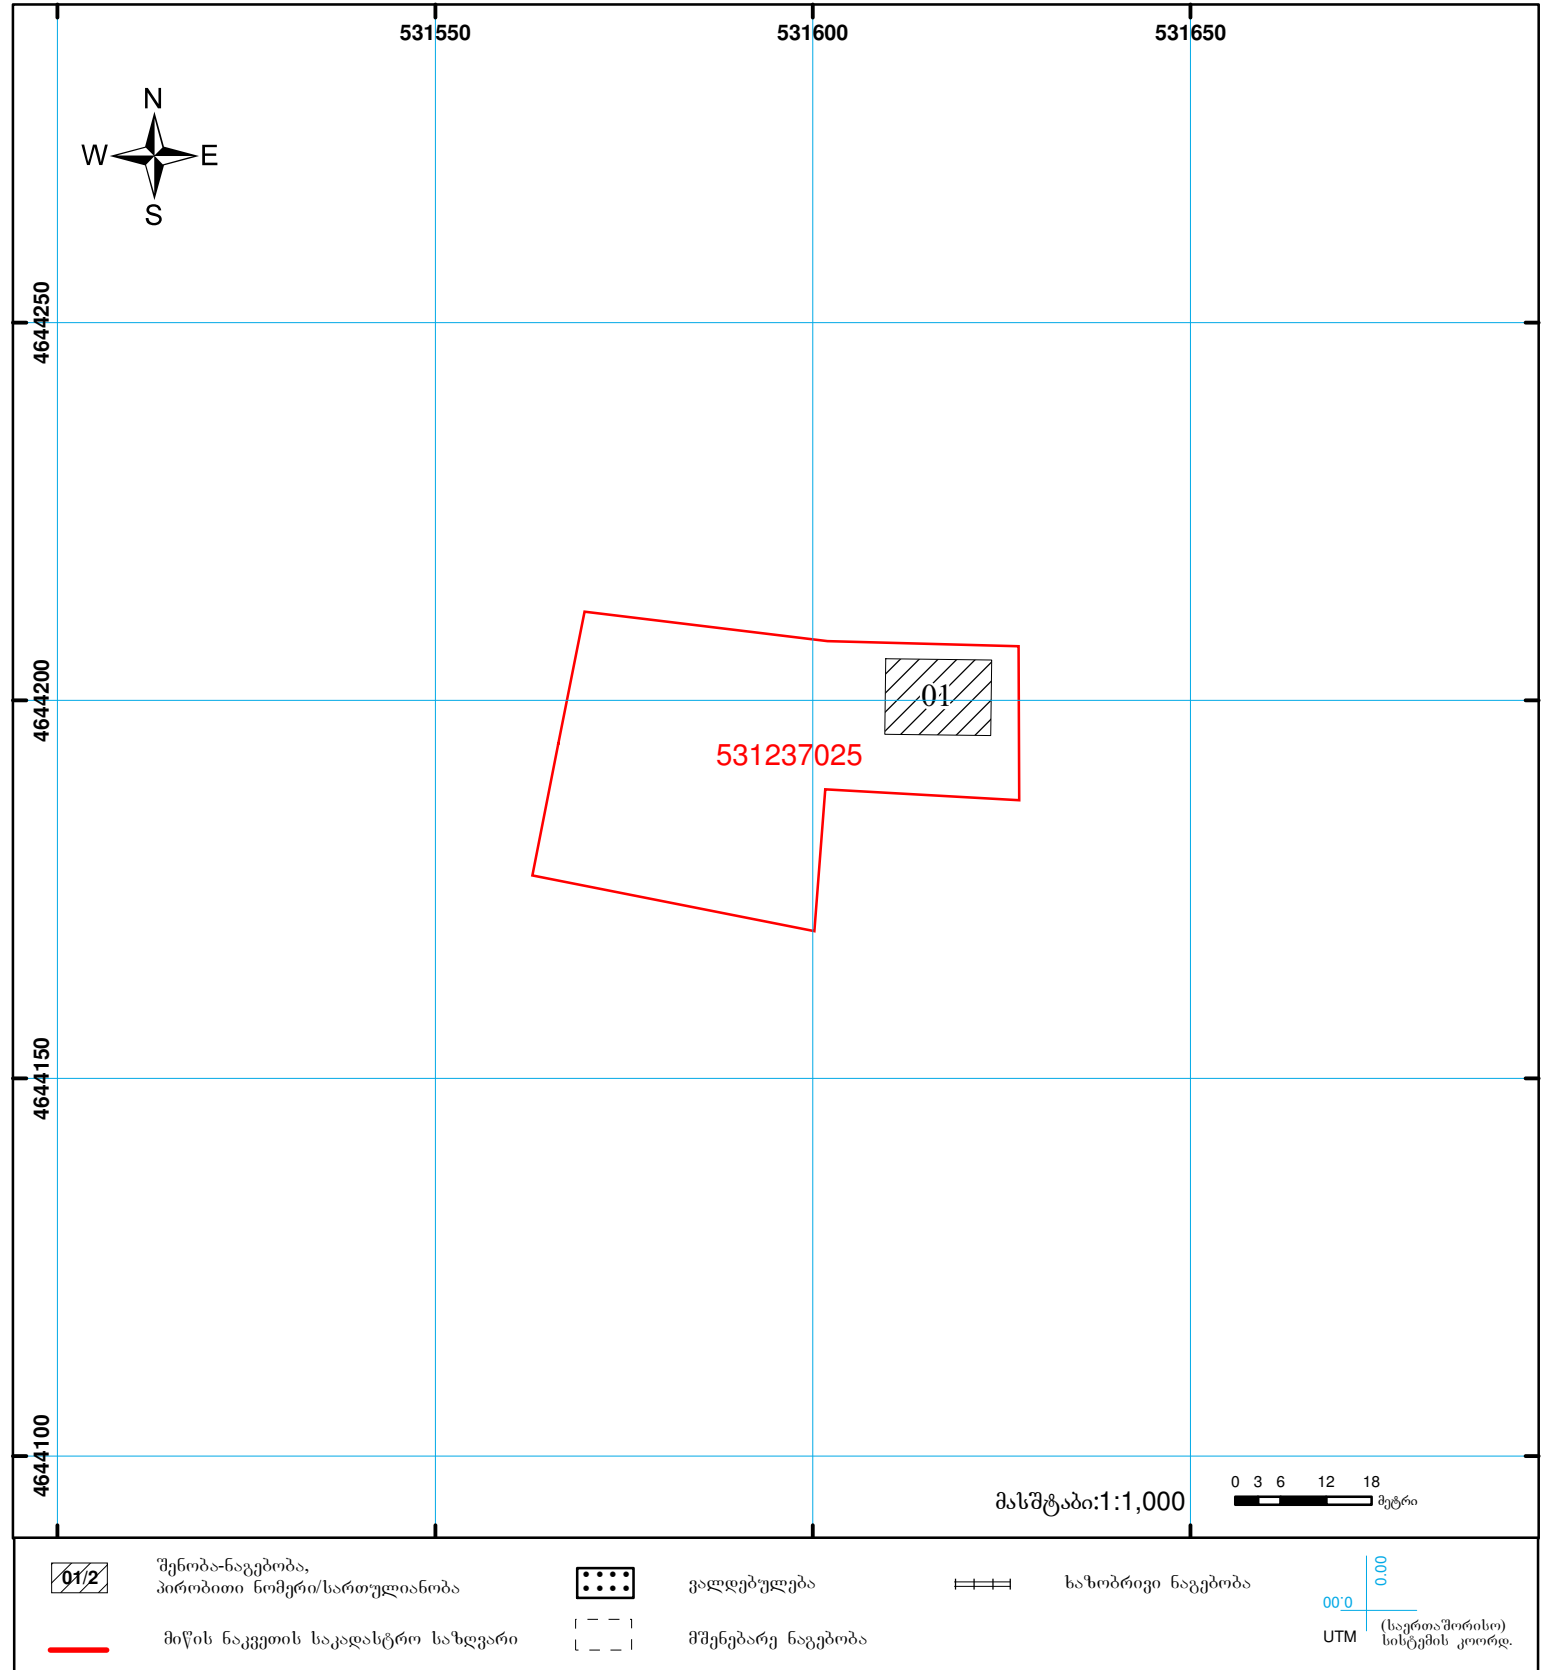 531550 531600 531650
N
W E
S
4644250
4644200
4644150
4644100
01
531237025
მასშტაბი:1:1,000
0 3 6 12 18
მეტრი
01/2
შენობა-ნაგებობა,
პირობითი ნომერი/სართულიანობა
ვალდებულება
ხაზობრივი ნაგებობა
მიწის ნაკვეთის საკადასტრო საზღვარი
მშენებარე ნაგებობა
00.0
0.00
UTM
(საერთაშორისო)
სისტემის კოორდ.